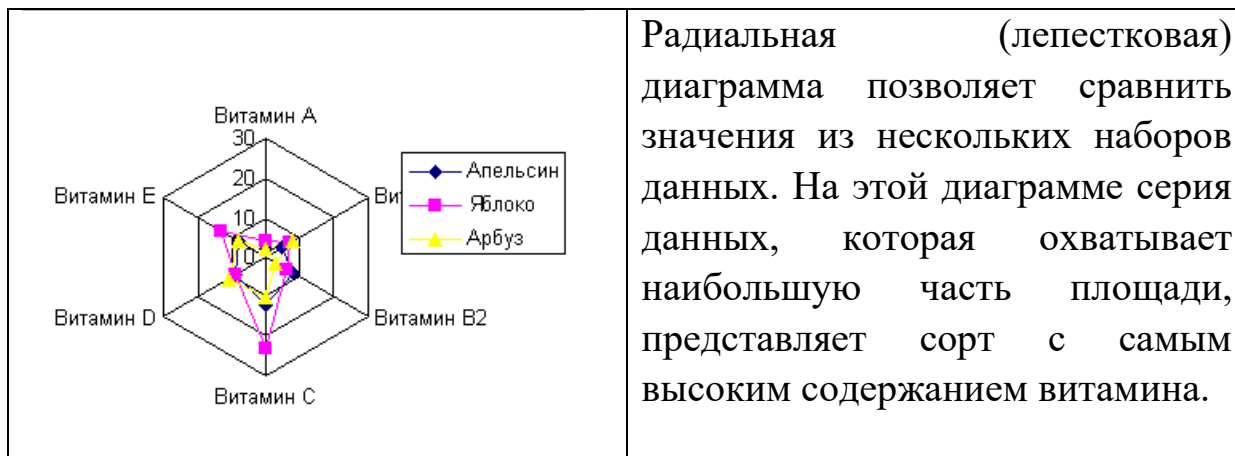 Витамин А
30
20
10
0
Витамин Е
Витамин D
Витамин С
Витамин В2
Апельсин
Яблоко
Арбуз
Радиальная (лепестковая)
диаграмма позволяет сравнить
значения из нескольких наборов
данных. На этой диаграмме серия
данных, которая охватывает
наибольшую часть площади,
представляет сорт с самым
высоким содержанием витамина.